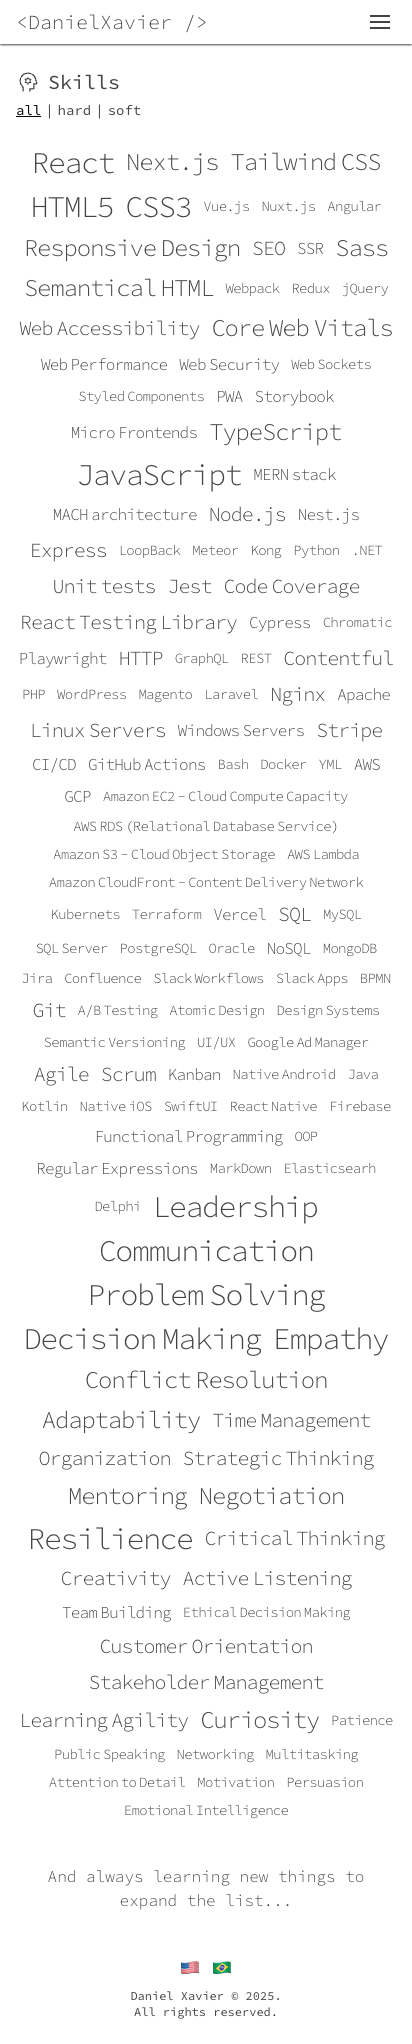 <DanielXavier />
Skills
all | hard | soft
React Next.js Tailwind CSS
HTML5 CSS3 Vue.js Nuxt.js Angular
Responsive Design SEO SSR Sass
Semantical HTML Webpack Redux jQuery
Web Accessibility Core Web Vitals
Web Performance Web Security Web Sockets
Styled Components PWA Storybook
Micro Frontends TypeScript
JavaScript MERN stack
MACH architecture Node.js Nest.js
Express LoopBack Meteor Kong Python .NET
Unit tests Jest Code Coverage
React Testing Library Cypress Chromatic
Playwright HTTP GraphQL REST Contentful
PHP WordPress Magento Laravel Nginx Apache
Linux Servers Windows Servers Stripe
CI/CD GitHub Actions Bash Docker YML AWS
GCP Amazon EC2 - Cloud Compute Capacity
AWS RDS (Relational Database Service)
Amazon S3 - Cloud Object Storage AWS Lambda
Amazon CloudFront - Content Delivery Network
Kubernets Terraform Vercel SQL MySQL
SQL Server PostgreSQL Oracle NoSQL MongoDB
Jira Confluence Slack Workflows Slack Apps BPMN
Git A/B Testing Atomic Design Design Systems
Semantic Versioning UI/UX Google Ad Manager
Agile Scrum Kanban Native Android Java
Kotlin Native iOS SwiftUI React Native Firebase
Functional Programming OOP
Regular Expressions MarkDown Elasticsearh
Delphi Leadership
Communication
Problem Solving
Decision Making Empathy
Conflict Resolution
Adaptability Time Management
Organization Strategic Thinking
Mentoring Negotiation
Resilience Critical Thinking
Creativity Active Listening
Team Building Ethical Decision Making
Customer Orientation
Stakeholder Management
Learning Agility Curiosity Patience
Public Speaking Networking Multitasking
Attention to Detail Motivation Persuasion
Emotional Intelligence
And always learning new things to
expand the list...
Daniel Xavier © 2025.
All rights reserved.